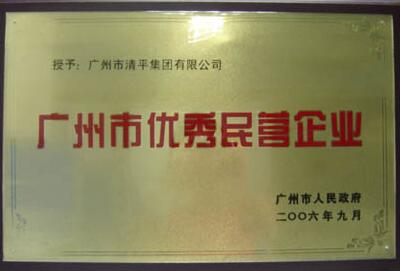 授予：广州市清平集团有限公司
广州市优秀民营企业
广州市人民政府
二〇〇六年九月